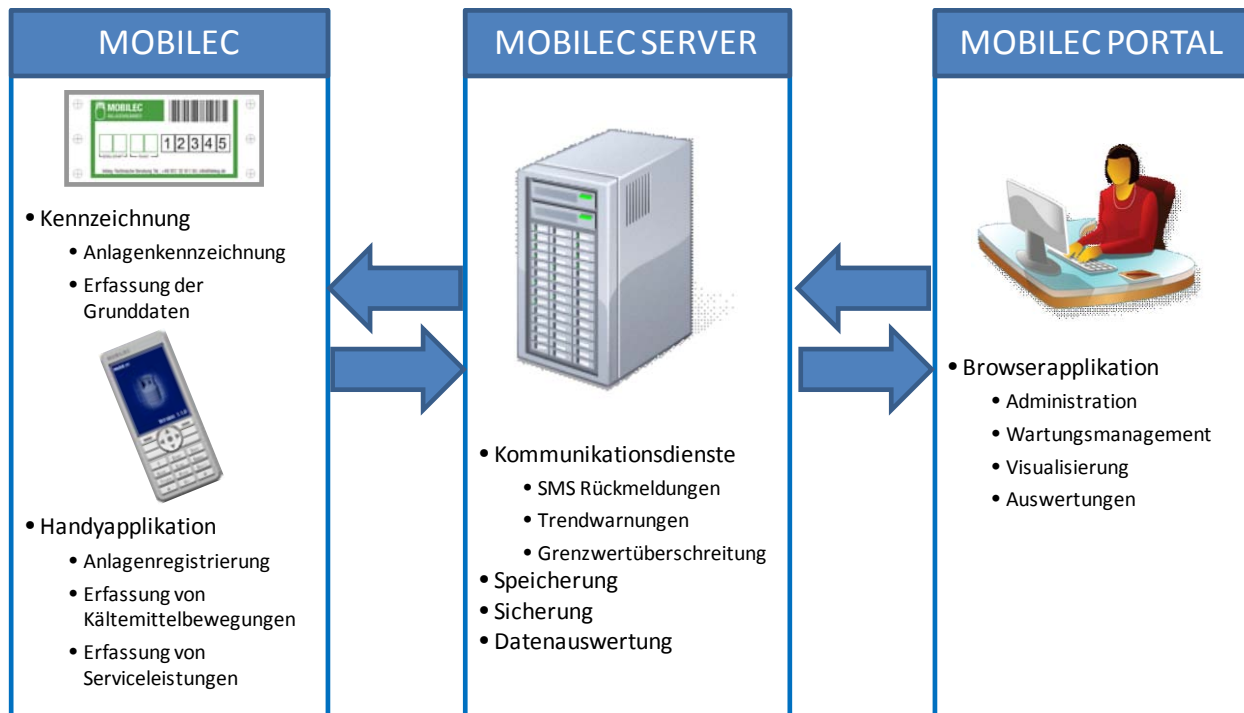 MOBILEC
MOBILEC
12345
• Kennzeichnung
• Anlagenkennzeichnung
• Erfassung der
Grunddaten
MOBILEC
• Handyapplikation
• Anlagenregistrierung
• Erfassung von
Kältemittelbewegungen
• Erfassung von
Serviceleistungen
MOBILEC SERVER
• Kommunikationsdienste
• SMS Rückmeldungen
• Trendwarnungen
• Grenzwertüberschreitung
• Speicherung
• Sicherung
• Datenauswertung
MOBILEC PORTAL
• Browserapplikation
• Administration
• Wartungsmanagement
• Visualisierung
• Auswertungen